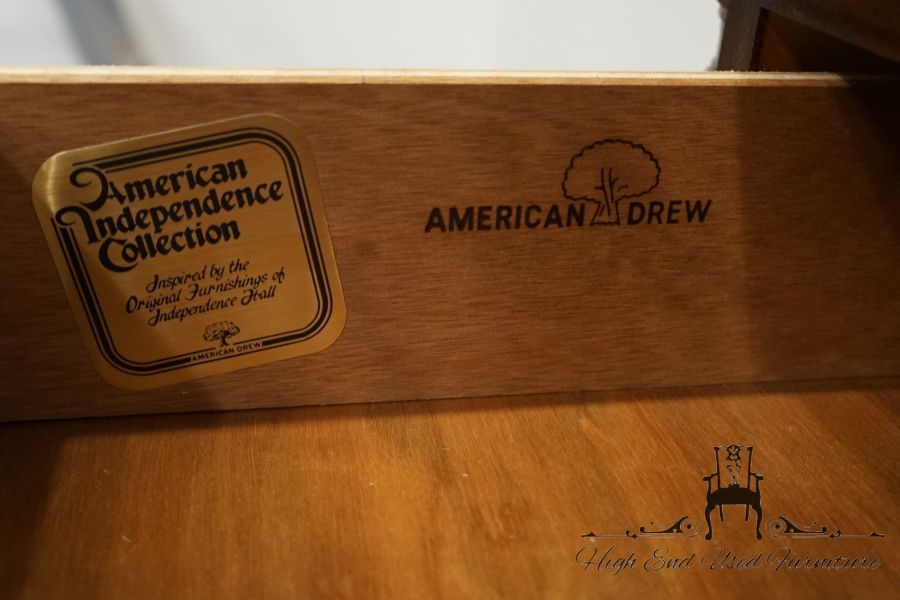 American
Independence
Collection
Inspired by the
Original Furnishings of
Independence Hall
AMERICAN DREW
AMERICAN DREW
High End Used Furniture